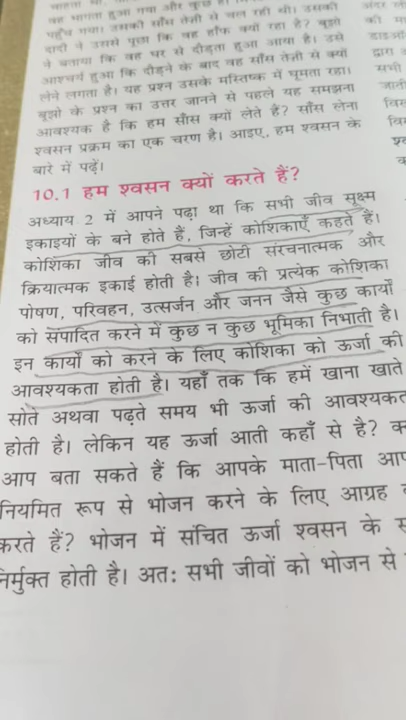 वह भागता हुआ गया और कुछ ही
पहुँच गया। उसकी साँस तेज़ी से चल रही थी। उसकी
दादी ने उससे पूछा कि वह हाँफ क्यों रहा है? बूझो
ने बताया कि वह घर से दौड़ता हुआ आया है। उसे
आश्चर्य हुआ कि दौड़ने के बाद वह साँस तेज़ी से क्यों
लेने लगता है। यह प्रश्न उसके मस्तिष्क में घूमता रहा।
बूझो के प्रश्न का उत्तर जानने से पहले यह समझना
आवश्यक है कि हम साँस क्यों लेते हैं? साँस लेना
श्वसन प्रक्रम का एक चरण है। आइए, हम श्वसन के
बारे में पढ़ें।
10.1 हम श्वसन क्यों करते हैं?
अध्याय 2 में आपने पढ़ा था कि सभी जीव सूक्ष्म
इकाइयों के बने होते हैं, जिन्हें कोशिकाएँ कहते हैं।
कोशिका जीव की सबसे छोटी संरचनात्मक और
क्रियात्मक इकाई होती है। जीव की प्रत्येक कोशिका
पोषण, परिवहन, उत्सर्जन और जनन जैसे कुछ कार्यों
को संपादित करने में कुछ न कुछ भूमिका निभाती है।
इन कार्यों को करने के लिए कोशिका को ऊर्जा की
आवश्यकता होती है। यहाँ तक कि हमें खाना खाते
सोते अथवा पढ़ते समय भी ऊर्जा की आवश्यकत
होती है। लेकिन यह ऊर्जा आती कहाँ से है? क
आप बता सकते हैं कि आपके माता-पिता आप
नियमित रूप से भोजन करने के लिए आग्रह
करते हैं? भोजन में संचित ऊर्जा श्वसन के स
निर्मुक्त होती है। अतः सभी जीवों को भोजन से